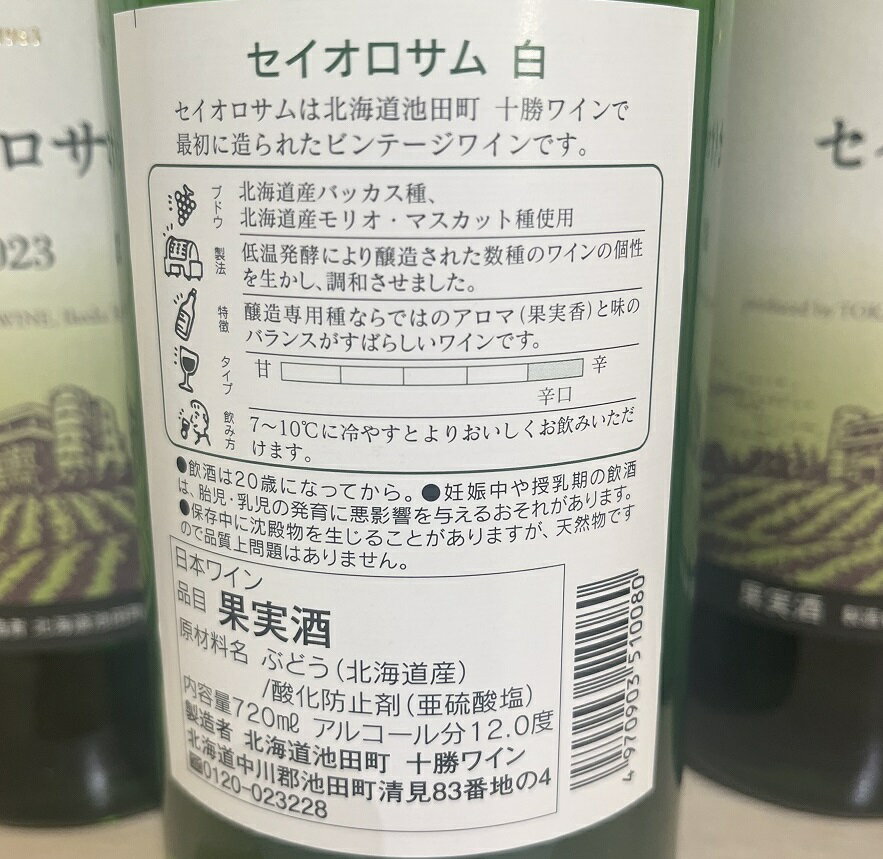 セイオロサム 白
セイオロサムは北海道池田町 十勝ワインで
最初に造られたビンテージワインです。
ブドウ
北海道産バッカス種、
北海道産モリオ・マスカット種使用
製法
低温発酵により醸造された数種のワインの個性
を生かし、調和させました。
特徴
醸造専用種ならではのアロマ(果実香)と味の
バランスがすばらしいワインです。
タイプ
甘 辛
辛口
飲み方
7〜10℃に冷やすとよりおいしくお飲みいただ
けます。
●飲酒は20歳になってから。●妊娠中や授乳期の飲酒
は、胎児・乳児の発育に悪影響を与えるおそれがあります。
●保存中に沈殿物を生じることがありますが、天然物です
ので品質上問題はありません。
日本ワイン
品目 果実酒
原材料名 ぶどう(北海道産)
/酸化防止剤(亜硫酸塩)
内容量720mℓ アルコール分12.0度
製造者 北海道池田町 十勝ワイン
北海道中川郡池田町清見83番地の4
0120-023228
4 970903 510080
ロサ
023
WINE, Ikeda
北海道池田町
セイ
produced by TOK
果実酒 製造